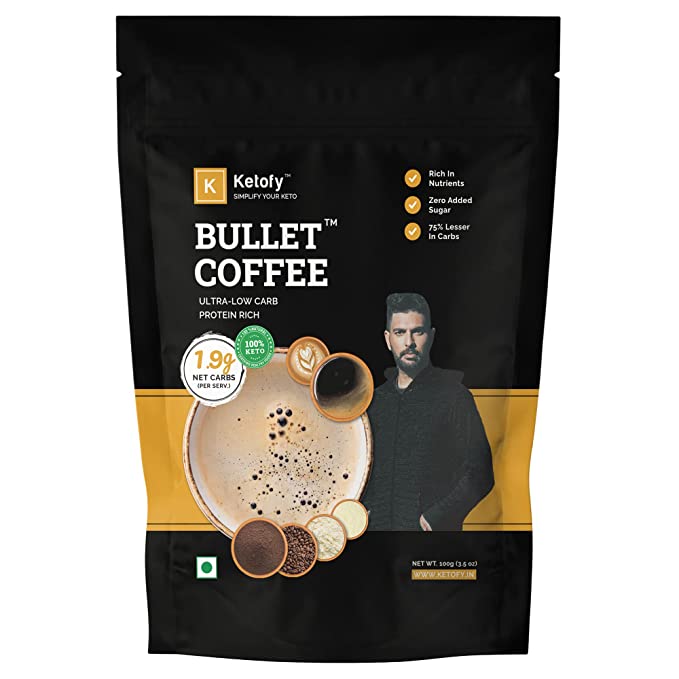 K
Ketofy™
SIMPLIFY YOUR KETO
BULLET™
COFFEE
ULTRA-LOW CARB
PROTEIN RICH
Rich In
Nutrients
Zero Added
Sugar
75% Lesser
In Carbs
1.9g
NET CARBS
(PER SERV.)
100%
KETO
NET WT. 100g (3.5 oz)
WWW.KETOFY.IN